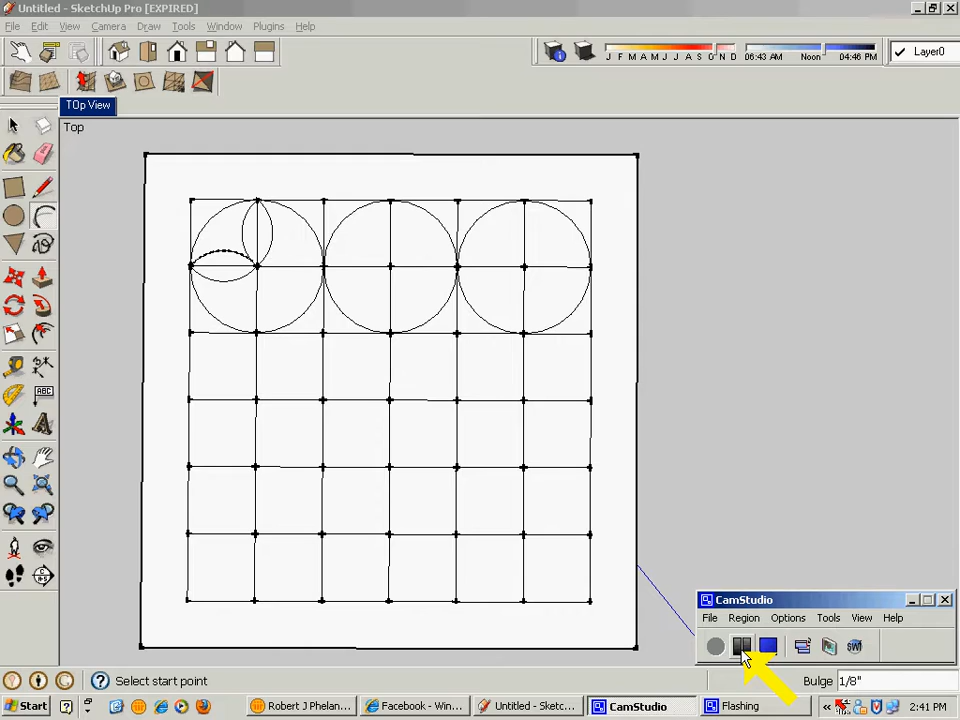 Untitled - SketchUp Pro [EXPIRED]
File Edit View Camera Draw Tools Window Plugins Help
J F M A M J J A S O N D 06:43 AM Noon 04:46 PM Layer0
TOp View
Top
ABC
CamStudio
File Region Options Tools View Help
SWF
Select start point Bulge 1/8"
Start Robert J Phelan... Facebook - Win... Untitled - Sketc... CamStudio Flashing 2:41 PM